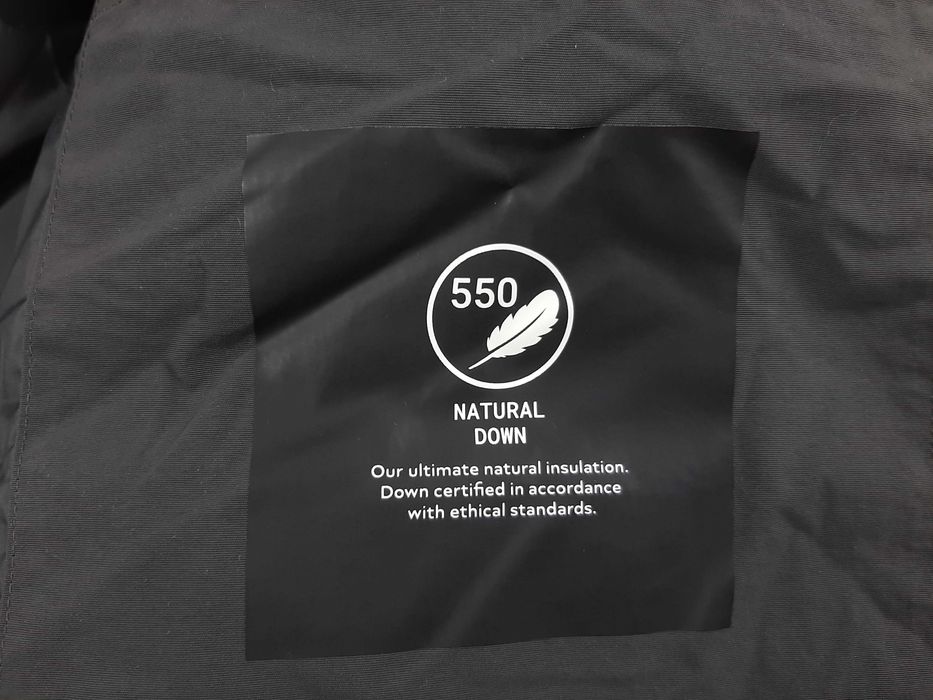 550
NATURAL
DOWN
Our ultimate natural insulation.
Down certified in accordance
with ethical standards.